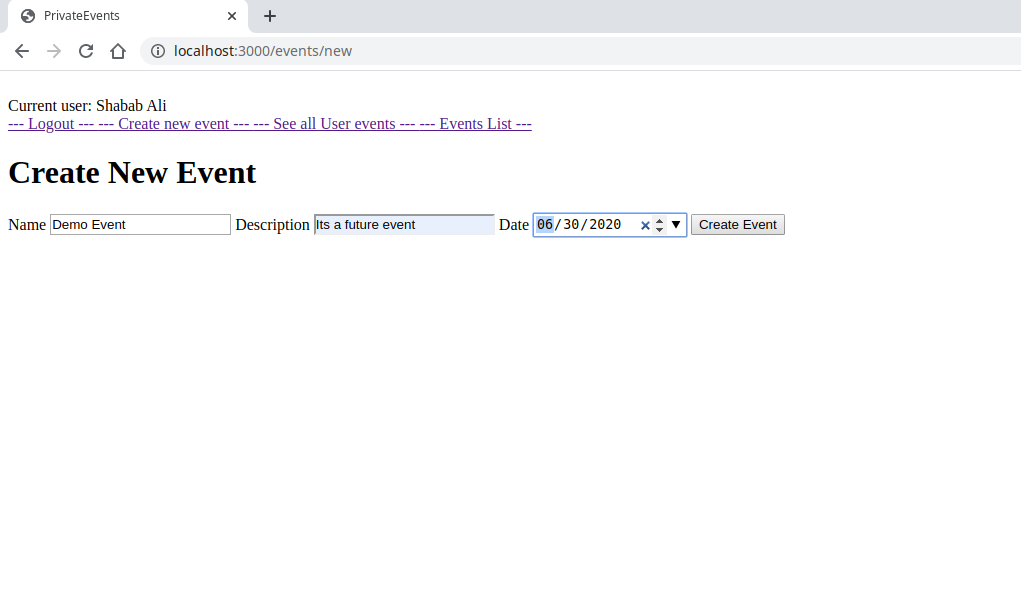 PrivateEvents
localhost:3000/events/new
Current user: Shabab Ali
--- Logout --- --- Create new event --- --- See all User events --- --- Events List ---
Create New Event
Name Demo Event Description Its a future event Date 06/30/2020 Create Event